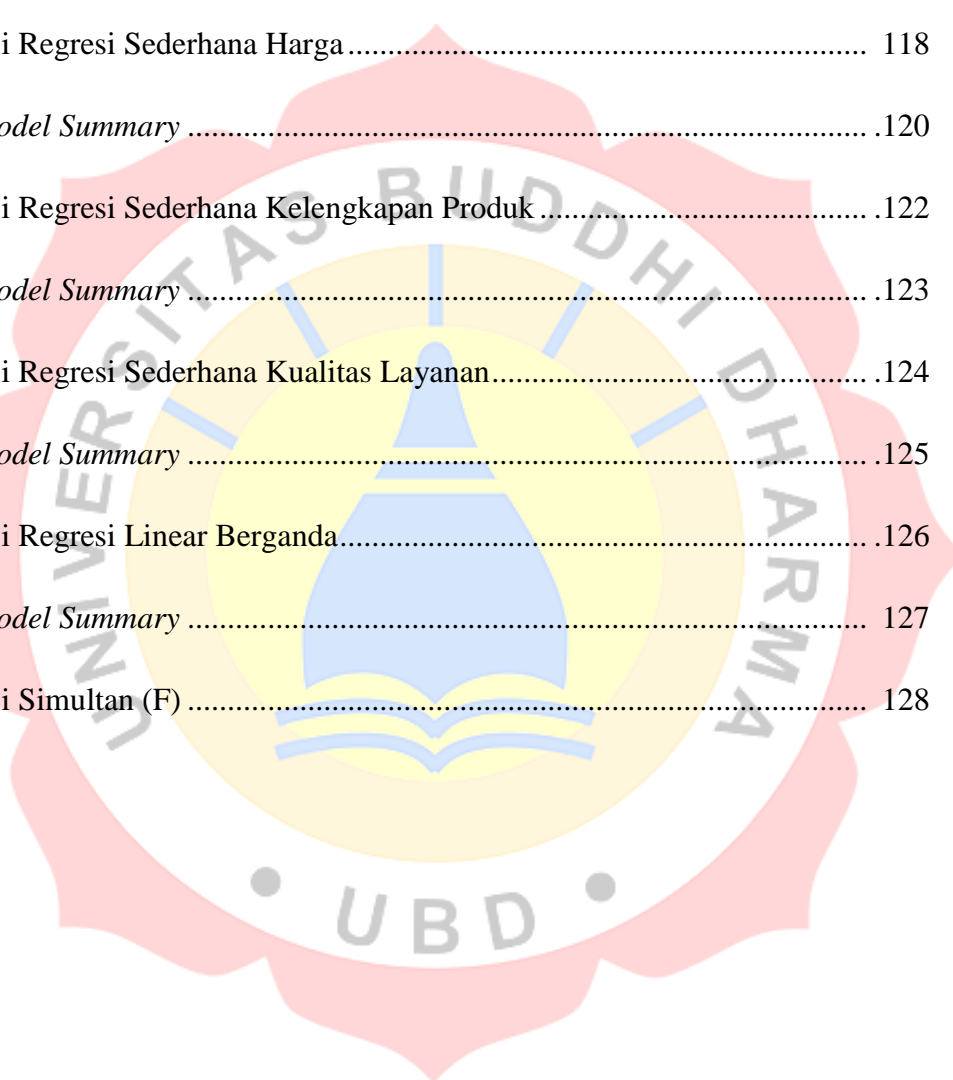 i Regresi Sederhana Harga ................................................................ 118
odel Summary .................................................................................... .120
i Regresi Sederhana Kelengkapan Produk ........................................ .122
odel Summary .................................................................................... .123
i Regresi Sederhana Kualitas Layanan .............................................. .124
odel Summary .................................................................................... .125
i Regresi Linear Berganda ................................................................. .126
odel Summary .................................................................................... 127
i Simultan (F) .................................................................................... 128
UNIVERSITAS BUDDHI DHARMA
• UBD •